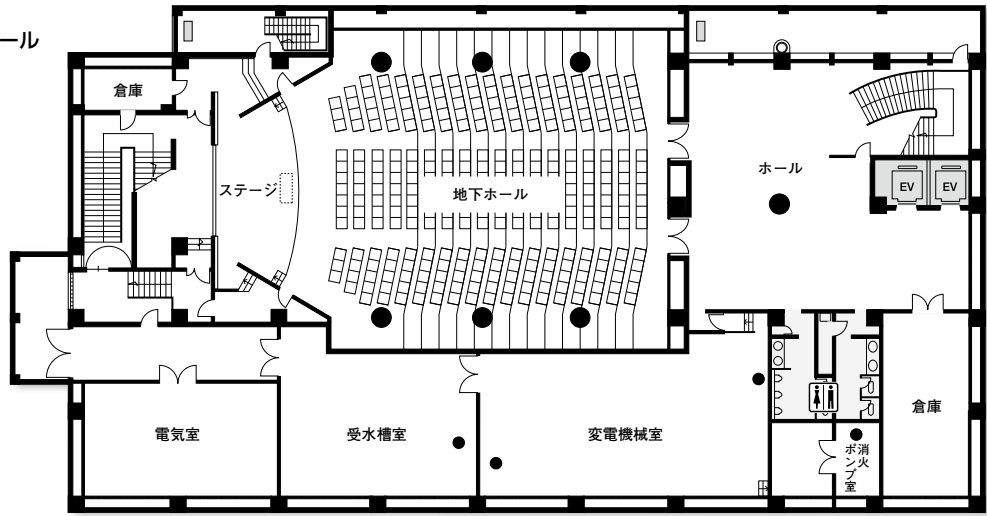 ール
倉庫
ステージ
地下ホール
ホール
EV
EV
電気室
受水槽室
変電機械室
消火
ポンプ室
倉庫